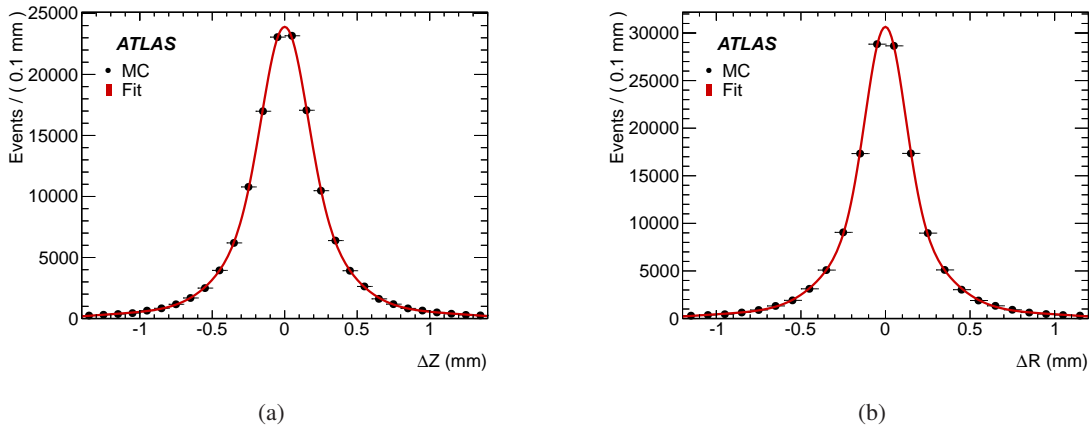 Events / ( 0.1 mm )
25000
20000
15000
10000
5000
0
ATLAS
MC
Fit
-1
-0.5
0
0.5
1
ΔZ (mm)
(a)
Events / ( 0.1 mm )
30000
25000
20000
15000
10000
5000
0
ATLAS
MC
Fit
-1
-0.5
0
0.5
1
ΔR (mm)
(b)